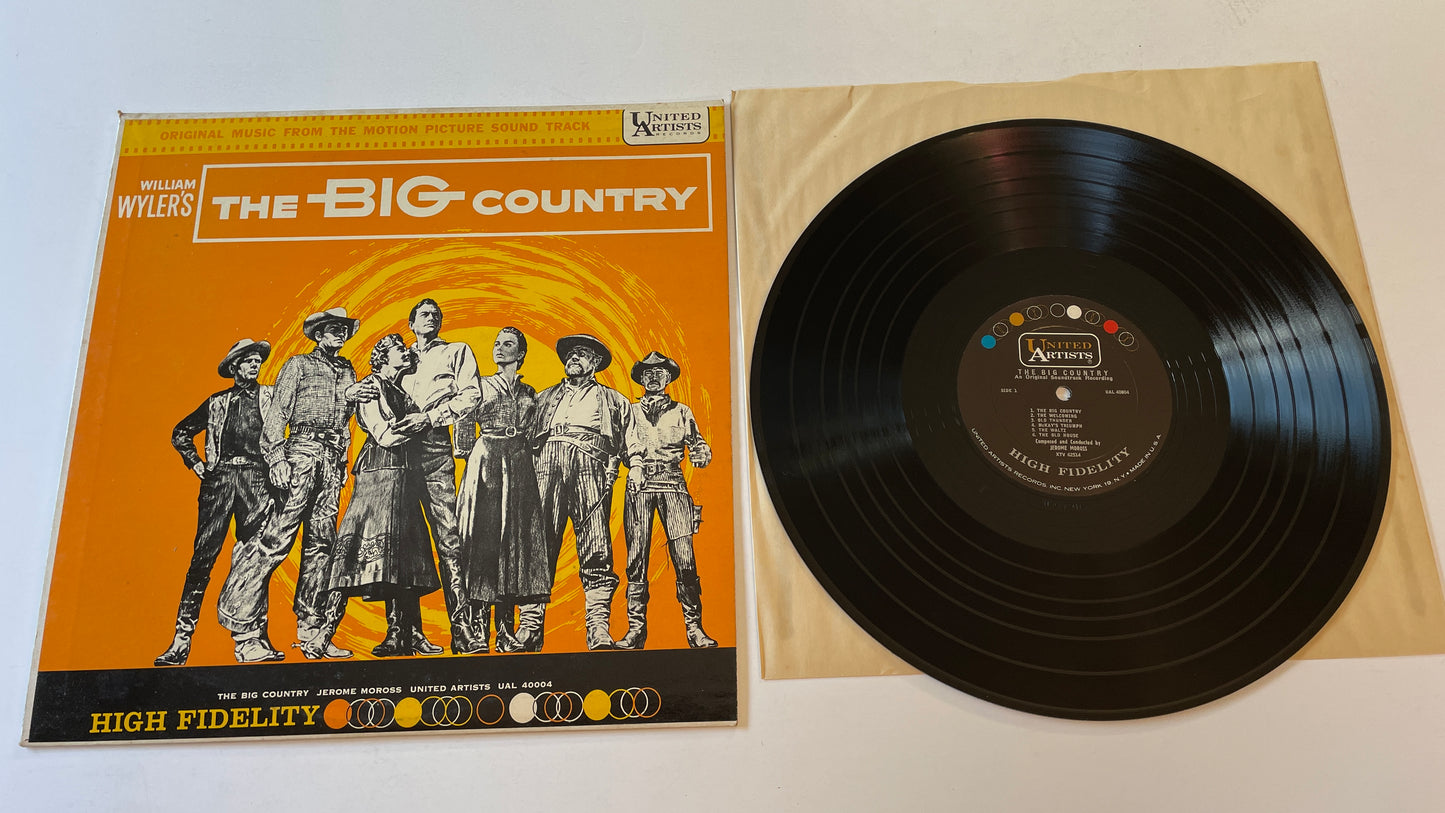 ORIGINAL MUSIC FROM THE MOTION PICTURE SOUND TRACK
UNITED
ARTISTS
RECORDS
WILLIAM
WYLER'S
THE BIG COUNTRY
THE BIG COUNTRY JEROME MOROSS UNITED ARTISTS UAL 40004
HIGH FIDELITY
UNITED
ARTISTS
THE BIG COUNTRY
An Original Soundtrack Recording
SIDE 1
UAL 40004
1. THE BIG COUNTRY
2. THE WELCOMING
3. OLD THUNDER
4. McKAY'S TRIUMPH
5. THE WALTZ
6. THE OLD HOUSE
Composed and Conducted by
JEROME MOROSS
XTV 62514
HIGH FIDELITY
UNITED ARTISTS RECORDS, INC. NEW YORK 19, N.Y. MADE IN U.S.A.